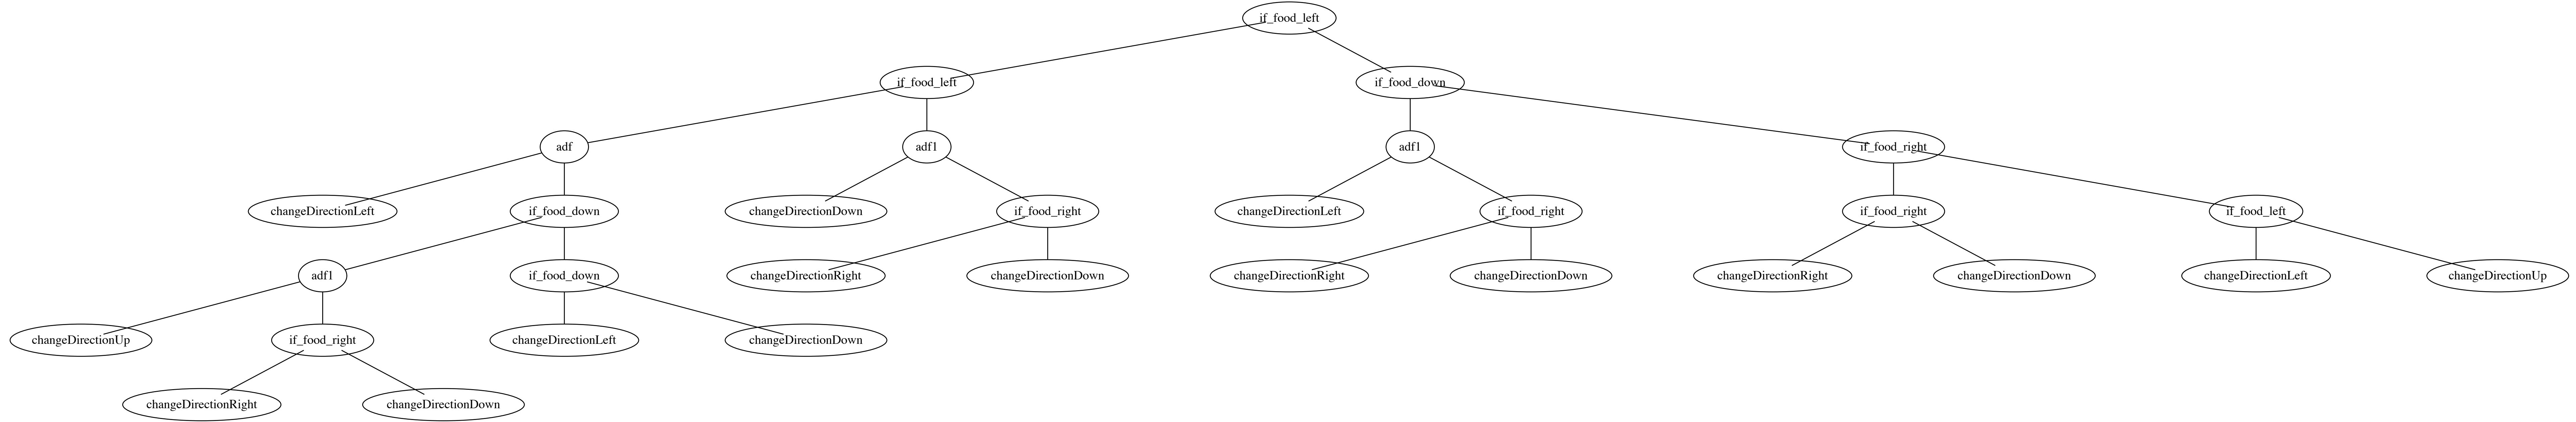 if_food_left
if_food_left
if_food_down
adf
adf1
adf1
if_food_right
changeDirectionLeft
if_food_down
changeDirectionDown
if_food_right
changeDirectionLeft
if_food_right
if_food_right
if_food_left
adf1
if_food_down
changeDirectionRight
changeDirectionDown
changeDirectionRight
changeDirectionDown
changeDirectionRight
changeDirectionDown
changeDirectionLeft
changeDirectionUp
changeDirectionUp
if_food_right
changeDirectionLeft
changeDirectionDown
changeDirectionRight
changeDirectionDown